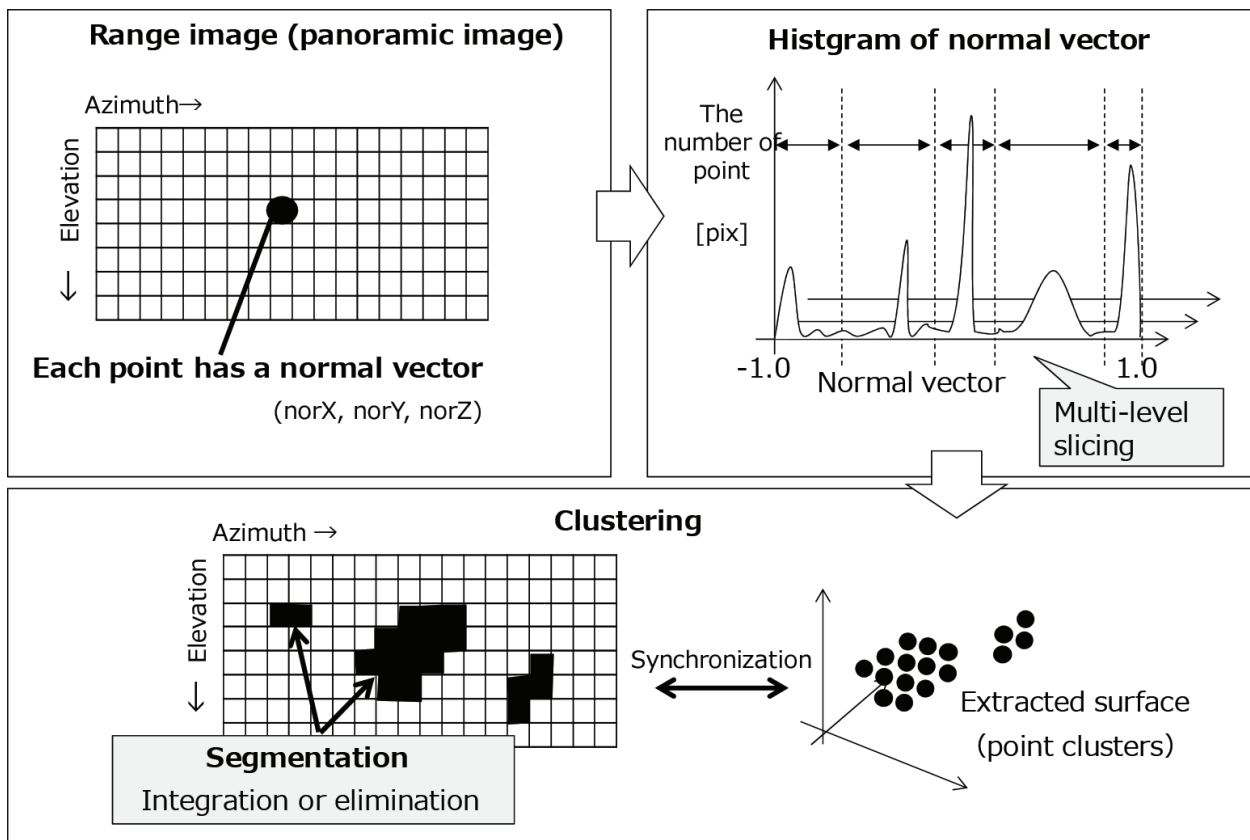 Range image (panoramic image)
Azimuth→
Elevation
←
Each point has a normal vector
(norX, norY, norZ)
Histgram of normal vector
The
number of
point
[pix]
-1.0
1.0
Normal vector
Multi-level
slicing
Clustering
Azimuth →
Elevation
←
Segmentation
Integration or elimination
Synchronization
Extracted surface
(point clusters)